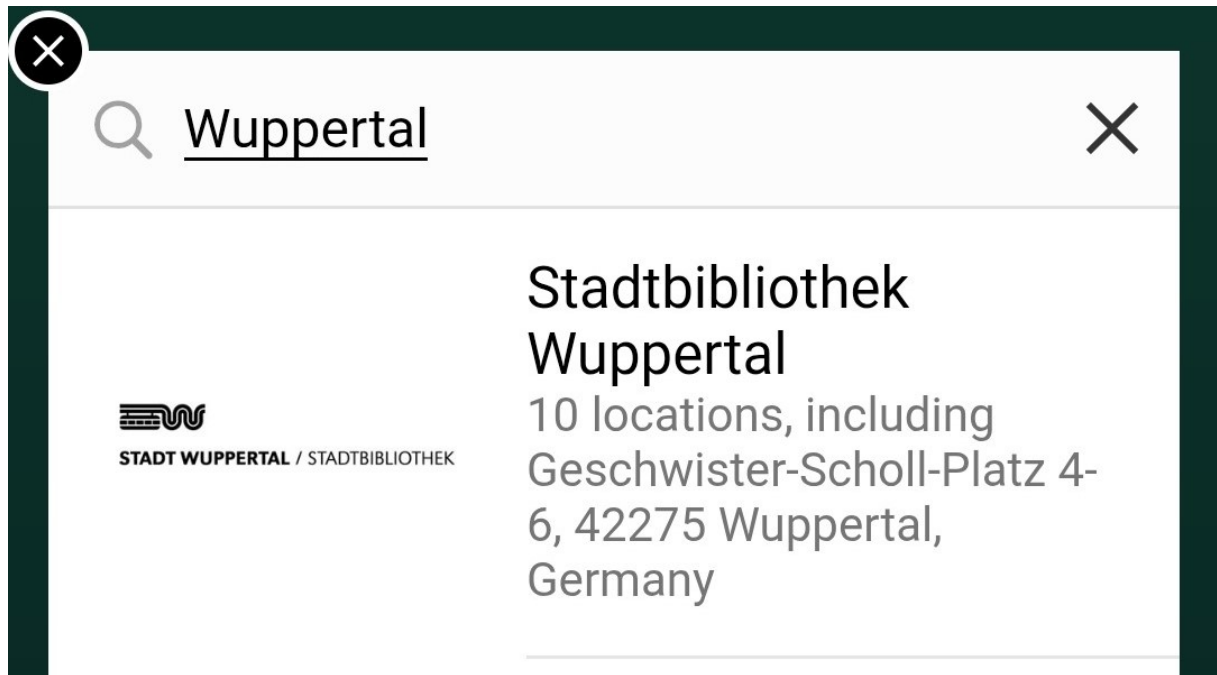 Wuppertal
Stadtbibliothek
Wuppertal
10 locations, including
Geschwister-Scholl-Platz 4-
6, 42275 Wuppertal,
Germany
STADT WUPPERTAL / STADTBIBLIOTHEK